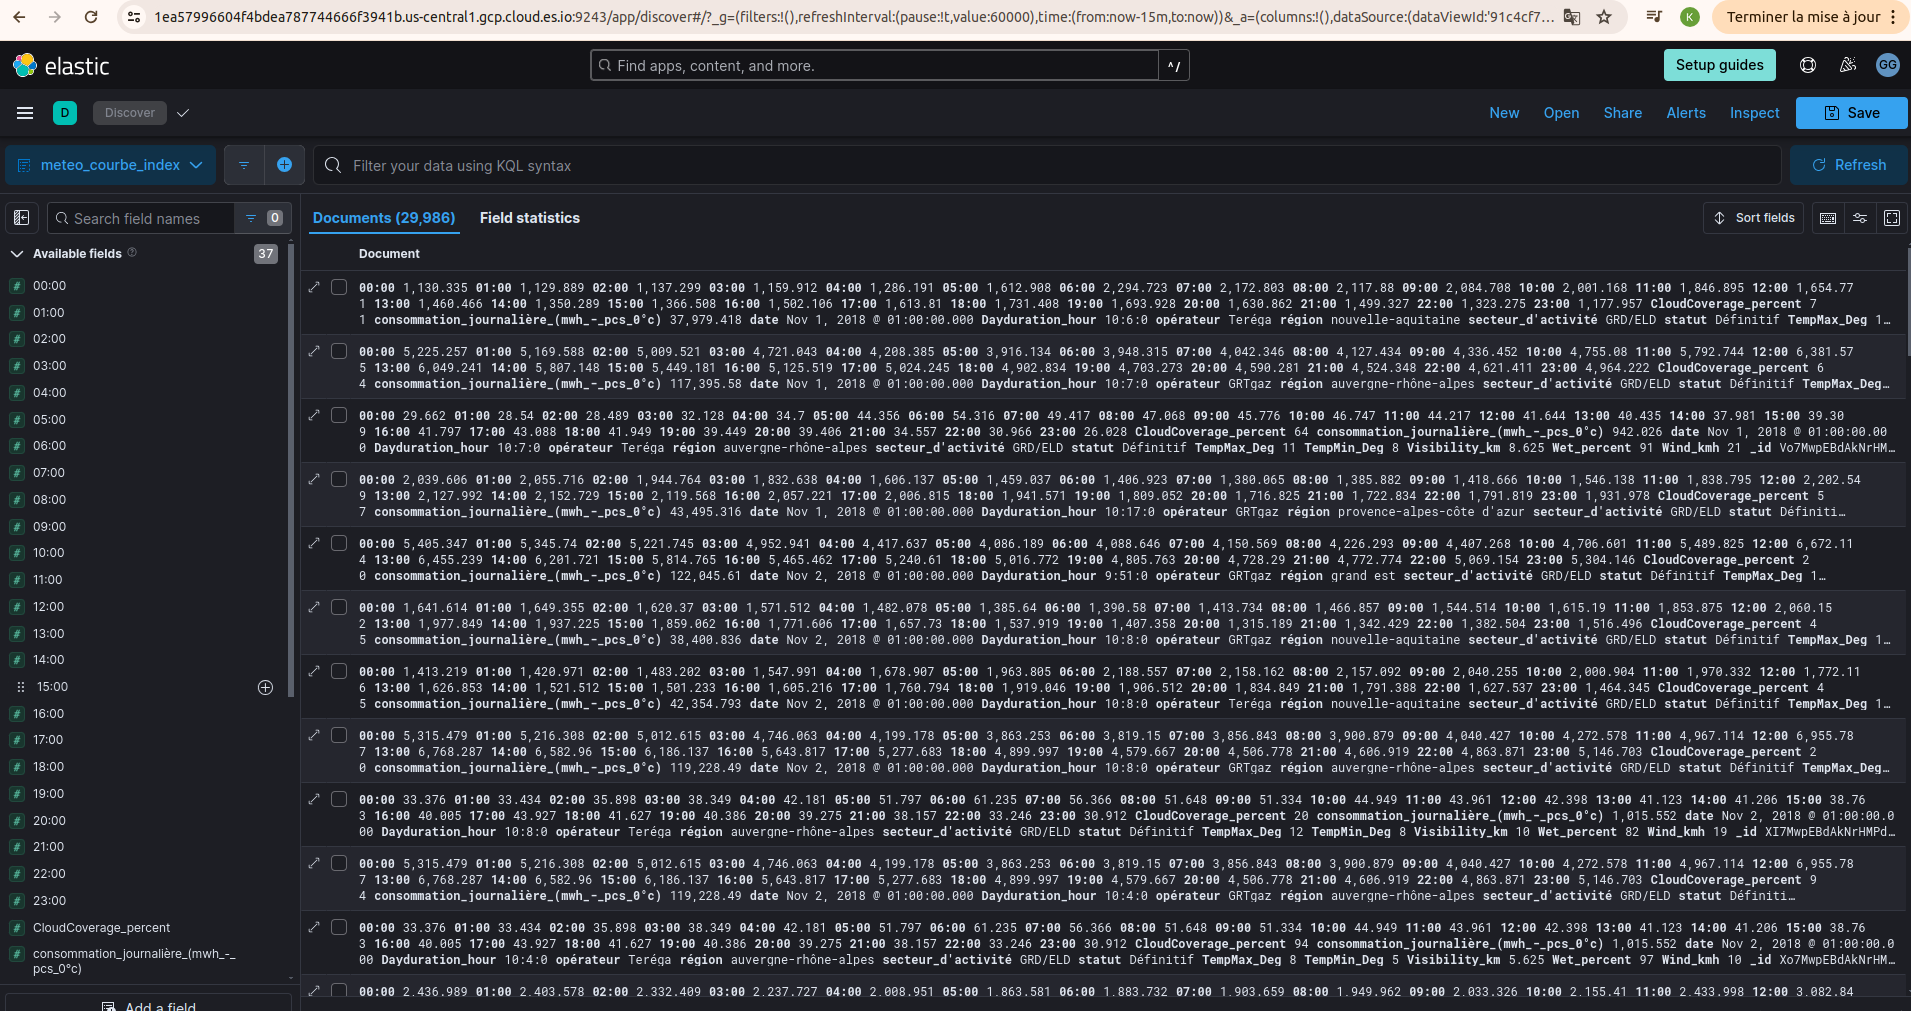 1ea57996604f4bdea787744666f3941b.us-central1.gcp.cloud.es.io:9243/app/discover#/?_g=(filters:!(),refreshInterval:(pause:!t,value:60000),time:(from:now-15m,to:now))&_a=(columns:!(),dataSource:(dataViewId:'91c4cf7...
K
Terminer la mise à jour
elastic
Find apps, content, and more.
^/
Setup guides
GG
D
Discover
New
Open
Share
Alerts
Inspect
Save
meteo_courbe_index
Filter your data using KQL syntax
Refresh
Search field names
0
Documents (29,986)
Field statistics
Sort fields
Available fields
37
00:00
01:00
02:00
03:00
04:00
05:00
06:00
07:00
08:00
09:00
10:00
11:00
12:00
13:00
14:00
15:00
16:00
17:00
18:00
19:00
20:00
21:00
22:00
23:00
CloudCoverage_percent
consommation_journalière_(mwh_-_
pcs_0°c)
Add a field
Document
00:00 1,130.335 01:00 1,129.889 02:00 1,137.299 03:00 1,159.912 04:00 1,286.191 05:00 1,612.908 06:00 2,294.723 07:00 2,172.803 08:00 2,117.88 09:00 2,084.708 10:00 2,001.168 11:00 1,846.895 12:00 1,654.77
1 13:00 1,460.466 14:00 1,350.289 15:00 1,366.508 16:00 1,502.106 17:00 1,613.81 18:00 1,731.408 19:00 1,693.928 20:00 1,630.862 21:00 1,499.327 22:00 1,323.275 23:00 1,177.957 CloudCoverage_percent 7
1 consommation_journalière_(mwh_-_pcs_0°c) 37,979.418 date Nov 1, 2018 @ 01:00:00.000 Dayduration_hour 10:6:0 opérateur Teréga région nouvelle-aquitaine secteur_d'activité GRD/ELD statut Définitif TempMax_Deg 1…
00:00 5,225.257 01:00 5,169.588 02:00 5,009.521 03:00 4,721.043 04:00 4,208.385 05:00 3,916.134 06:00 3,948.315 07:00 4,042.346 08:00 4,127.434 09:00 4,336.452 10:00 4,755.08 11:00 5,792.744 12:00 6,381.57
5 13:00 6,049.241 14:00 5,807.148 15:00 5,449.181 16:00 5,125.519 17:00 5,024.245 18:00 4,902.834 19:00 4,703.273 20:00 4,590.281 21:00 4,524.348 22:00 4,621.411 23:00 4,964.222 CloudCoverage_percent 6
4 consommation_journalière_(mwh_-_pcs_0°c) 117,395.58 date Nov 1, 2018 @ 01:00:00.000 Dayduration_hour 10:7:0 opérateur GRTgaz région auvergne-rhône-alpes secteur_d'activité GRD/ELD statut Définitif TempMax_Deg…
00:00 29.662 01:00 28.54 02:00 28.489 03:00 32.128 04:00 34.7 05:00 44.356 06:00 54.316 07:00 49.417 08:00 47.068 09:00 45.776 10:00 46.747 11:00 44.217 12:00 41.644 13:00 40.435 14:00 37.981 15:00 39.30
9 16:00 41.797 17:00 43.088 18:00 41.949 19:00 39.449 20:00 39.406 21:00 34.557 22:00 30.966 23:00 26.028 CloudCoverage_percent 64 consommation_journalière_(mwh_-_pcs_0°c) 942.026 date Nov 1, 2018 @ 01:00:00.00
0 Dayduration_hour 10:7:0 opérateur Teréga région auvergne-rhône-alpes secteur_d'activité GRD/ELD statut Définitif TempMax_Deg 11 TempMin_Deg 8 Visibility_km 8.625 Wet_percent 91 Wind_kmh 21 _id Vo7MwpEBdAkNrHM…
00:00 2,039.606 01:00 2,055.716 02:00 1,944.764 03:00 1,832.638 04:00 1,606.137 05:00 1,459.037 06:00 1,406.923 07:00 1,380.065 08:00 1,385.882 09:00 1,418.666 10:00 1,546.138 11:00 1,838.795 12:00 2,202.54
9 13:00 2,127.992 14:00 2,152.729 15:00 2,119.568 16:00 2,057.221 17:00 2,006.815 18:00 1,941.571 19:00 1,809.052 20:00 1,716.825 21:00 1,722.834 22:00 1,791.819 23:00 1,931.978 CloudCoverage_percent 5
7 consommation_journalière_(mwh_-_pcs_0°c) 43,495.316 date Nov 1, 2018 @ 01:00:00.000 Dayduration_hour 10:17:0 opérateur GRTgaz région provence-alpes-côte d'azur secteur_d'activité GRD/ELD statut Définiti…
00:00 5,405.347 01:00 5,345.74 02:00 5,221.745 03:00 4,952.941 04:00 4,417.637 05:00 4,086.189 06:00 4,088.646 07:00 4,150.569 08:00 4,226.293 09:00 4,407.268 10:00 4,706.601 11:00 5,489.825 12:00 6,672.11
4 13:00 6,455.239 14:00 6,201.721 15:00 5,814.765 16:00 5,465.462 17:00 5,240.61 18:00 5,016.772 19:00 4,805.763 20:00 4,728.29 21:00 4,772.774 22:00 5,069.154 23:00 5,304.146 CloudCoverage_percent 2
0 consommation_journalière_(mwh_-_pcs_0°c) 122,045.61 date Nov 2, 2018 @ 01:00:00.000 Dayduration_hour 9:51:0 opérateur GRTgaz région grand est secteur_d'activité GRD/ELD statut Définitif TempMax_Deg 1…
00:00 1,641.614 01:00 1,649.355 02:00 1,620.37 03:00 1,571.512 04:00 1,482.078 05:00 1,385.64 06:00 1,390.58 07:00 1,413.734 08:00 1,466.857 09:00 1,544.514 10:00 1,615.19 11:00 1,853.875 12:00 2,060.15
2 13:00 1,977.849 14:00 1,937.225 15:00 1,859.062 16:00 1,771.606 17:00 1,657.73 18:00 1,537.919 19:00 1,407.358 20:00 1,315.189 21:00 1,342.429 22:00 1,382.504 23:00 1,516.496 CloudCoverage_percent 4
5 consommation_journalière_(mwh_-_pcs_0°c) 38,400.836 date Nov 2, 2018 @ 01:00:00.000 Dayduration_hour 10:8:0 opérateur GRTgaz région nouvelle-aquitaine secteur_d'activité GRD/ELD statut Définitif TempMax_Deg 1…
00:00 1,413.219 01:00 1,420.971 02:00 1,483.202 03:00 1,547.991 04:00 1,678.907 05:00 1,963.805 06:00 2,188.557 07:00 2,158.162 08:00 2,157.092 09:00 2,040.255 10:00 2,000.904 11:00 1,970.332 12:00 1,772.11
6 13:00 1,626.853 14:00 1,521.512 15:00 1,501.233 16:00 1,605.216 17:00 1,760.794 18:00 1,919.046 19:00 1,906.512 20:00 1,834.849 21:00 1,791.388 22:00 1,627.537 23:00 1,464.345 CloudCoverage_percent 4
5 consommation_journalière_(mwh_-_pcs_0°c) 42,354.793 date Nov 2, 2018 @ 01:00:00.000 Dayduration_hour 10:8:0 opérateur Teréga région nouvelle-aquitaine secteur_d'activité GRD/ELD statut Définitif TempMax_Deg 1…
00:00 5,315.479 01:00 5,216.308 02:00 5,012.615 03:00 4,746.063 04:00 4,199.178 05:00 3,863.253 06:00 3,819.15 07:00 3,856.843 08:00 3,900.879 09:00 4,040.427 10:00 4,272.578 11:00 4,967.114 12:00 6,955.78
7 13:00 6,768.287 14:00 6,582.96 15:00 6,186.137 16:00 5,643.817 17:00 5,277.683 18:00 4,899.997 19:00 4,579.667 20:00 4,506.778 21:00 4,606.919 22:00 4,863.871 23:00 5,146.703 CloudCoverage_percent 2
0 consommation_journalière_(mwh_-_pcs_0°c) 119,228.49 date Nov 2, 2018 @ 01:00:00.000 Dayduration_hour 10:8:0 opérateur GRTgaz région auvergne-rhône-alpes secteur_d'activité GRD/ELD statut Définitif TempMax_Deg…
00:00 33.376 01:00 33.434 02:00 35.898 03:00 38.349 04:00 42.181 05:00 51.797 06:00 61.235 07:00 56.366 08:00 51.648 09:00 51.334 10:00 44.949 11:00 43.961 12:00 42.398 13:00 41.123 14:00 41.206 15:00 38.76
3 16:00 40.005 17:00 43.927 18:00 41.627 19:00 40.386 20:00 39.275 21:00 38.157 22:00 33.246 23:00 30.912 CloudCoverage_percent 20 consommation_journalière_(mwh_-_pcs_0°c) 1,015.552 date Nov 2, 2018 @ 01:00:00.0
00 Dayduration_hour 10:8:0 opérateur Teréga région auvergne-rhône-alpes secteur_d'activité GRD/ELD statut Définitif TempMax_Deg 12 TempMin_Deg 8 Visibility_km 10 Wet_percent 82 Wind_kmh 19 _id XI7MwpEBdAkNrHMPd…
00:00 5,315.479 01:00 5,216.308 02:00 5,012.615 03:00 4,746.063 04:00 4,199.178 05:00 3,863.253 06:00 3,819.15 07:00 3,856.843 08:00 3,900.879 09:00 4,040.427 10:00 4,272.578 11:00 4,967.114 12:00 6,955.78
7 13:00 6,768.287 14:00 6,582.96 15:00 6,186.137 16:00 5,643.817 17:00 5,277.683 18:00 4,899.997 19:00 4,579.667 20:00 4,506.778 21:00 4,606.919 22:00 4,863.871 23:00 5,146.703 CloudCoverage_percent 9
4 consommation_journalière_(mwh_-_pcs_0°c) 119,228.49 date Nov 2, 2018 @ 01:00:00.000 Dayduration_hour 10:4:0 opérateur GRTgaz région auvergne-rhône-alpes secteur_d'activité GRD/ELD statut Définiti…
00:00 33.376 01:00 33.434 02:00 35.898 03:00 38.349 04:00 42.181 05:00 51.797 06:00 61.235 07:00 56.366 08:00 51.648 09:00 51.334 10:00 44.949 11:00 43.961 12:00 42.398 13:00 41.123 14:00 41.206 15:00 38.76
3 16:00 40.005 17:00 43.927 18:00 41.627 19:00 40.386 20:00 39.275 21:00 38.157 22:00 33.246 23:00 30.912 CloudCoverage_percent 94 consommation_journalière_(mwh_-_pcs_0°c) 1,015.552 date Nov 2, 2018 @ 01:00:00.0
00 Dayduration_hour 10:4:0 opérateur Teréga région auvergne-rhône-alpes secteur_d'activité GRD/ELD statut Définitif TempMax_Deg 8 TempMin_Deg 5 Visibility_km 5.625 Wet_percent 97 Wind_kmh 10 _id Xo7MwpEBdAkNrHM…
00:00 2,436.989 01:00 2,403.578 02:00 2,332.409 03:00 2,237.727 04:00 2,008.951 05:00 1,863.581 06:00 1,883.732 07:00 1,903.659 08:00 1,949.962 09:00 2,033.326 10:00 2,155.41 11:00 2,433.998 12:00 3,082.84